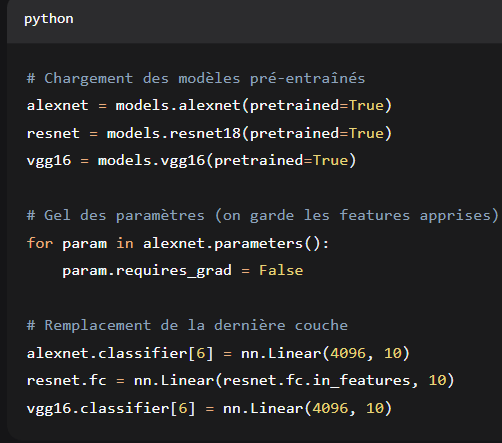 python
# Chargement des modèles pré-entraînés
alexnet = models.alexnet(pretrained=True)
resnet = models.resnet18(pretrained=True)
vgg16 = models.vgg16(pretrained=True)
# Gel des paramètres (on garde les features apprises)
for param in alexnet.parameters():
    param.requires_grad = False
# Remplacement de la dernière couche
alexnet.classifier[6] = nn.Linear(4096, 10)
resnet.fc = nn.Linear(resnet.fc.in_features, 10)
vgg16.classifier[6] = nn.Linear(4096, 10)